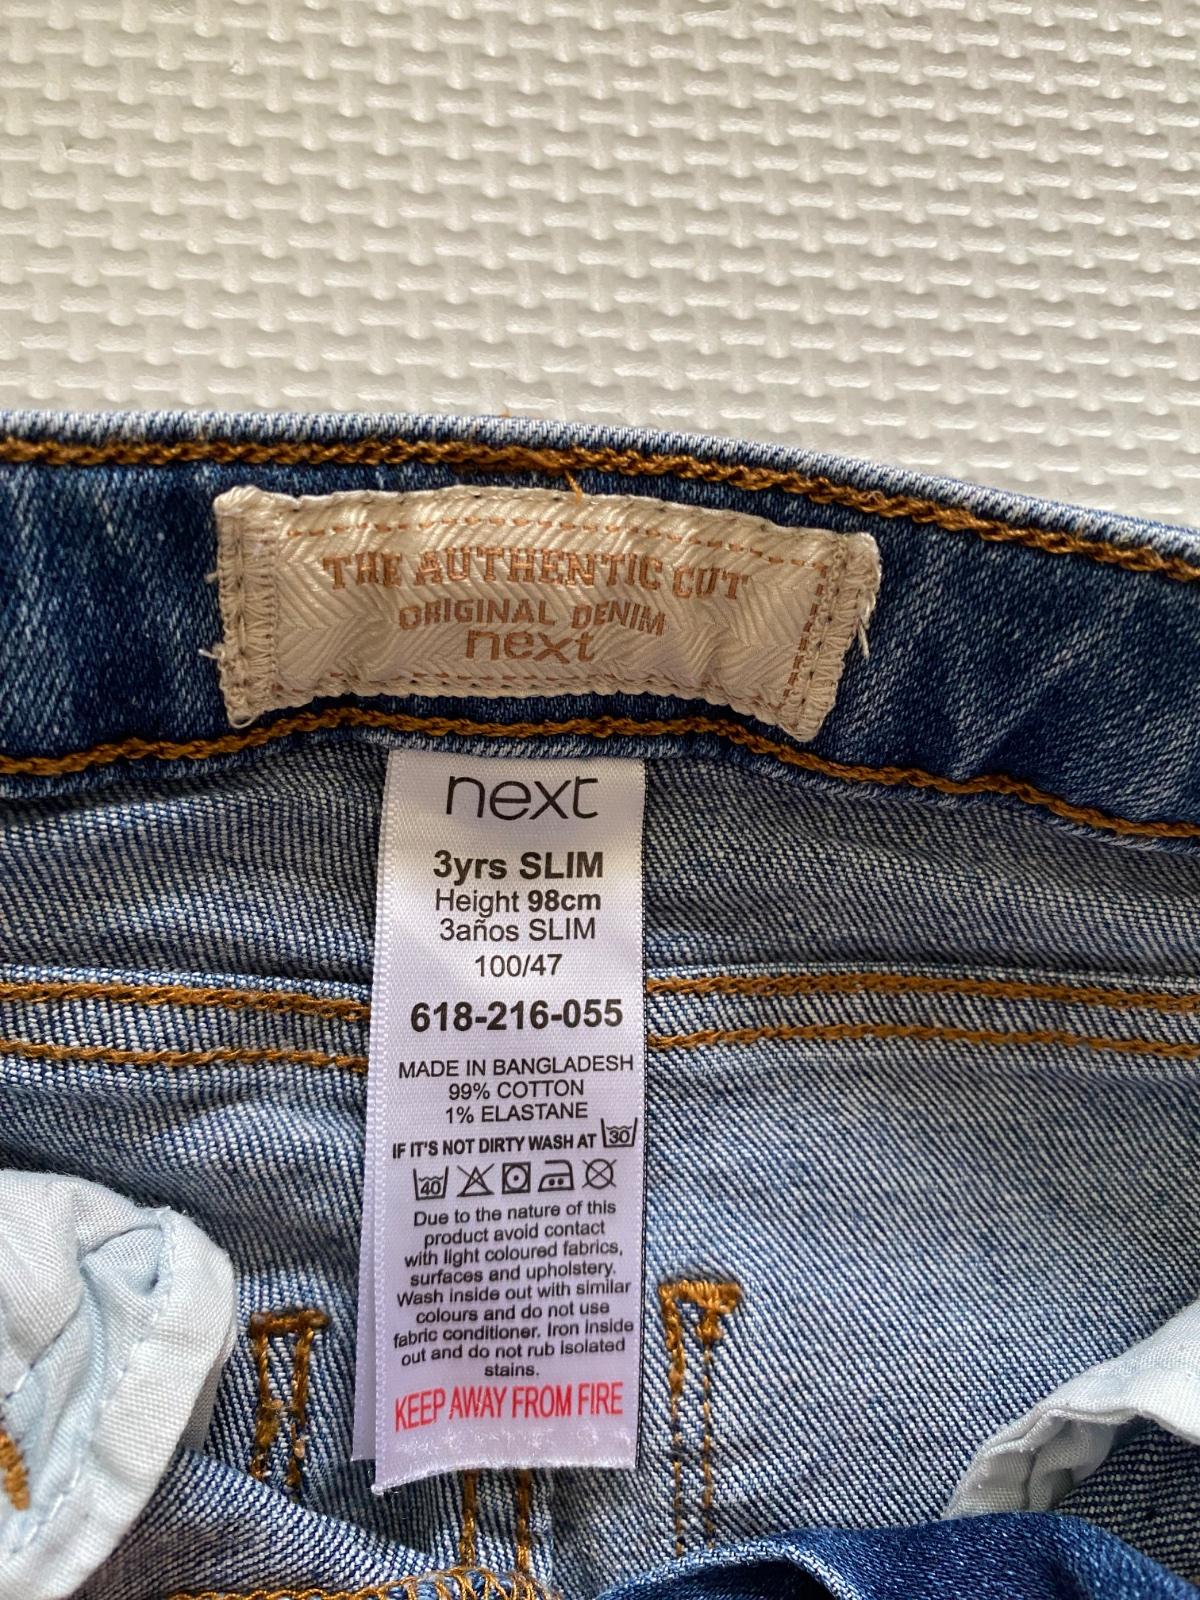 THE AUTHENTIC CUT
ORIGINAL DENIM
next
next
3yrs SLIM
Height 98cm
3años SLIM
100/47
618-216-055
MADE IN BANGLADESH
99% COTTON
1% ELASTANE
IF IT'S NOT DIRTY WASH AT 30
40
Due to the nature of this
product avoid contact
with light coloured fabrics,
surfaces and upholstery.
Wash inside out with similar
colours and do not use
fabric conditioner. Iron inside
out and do not rub isolated
stains.
KEEP AWAY FROM FIRE